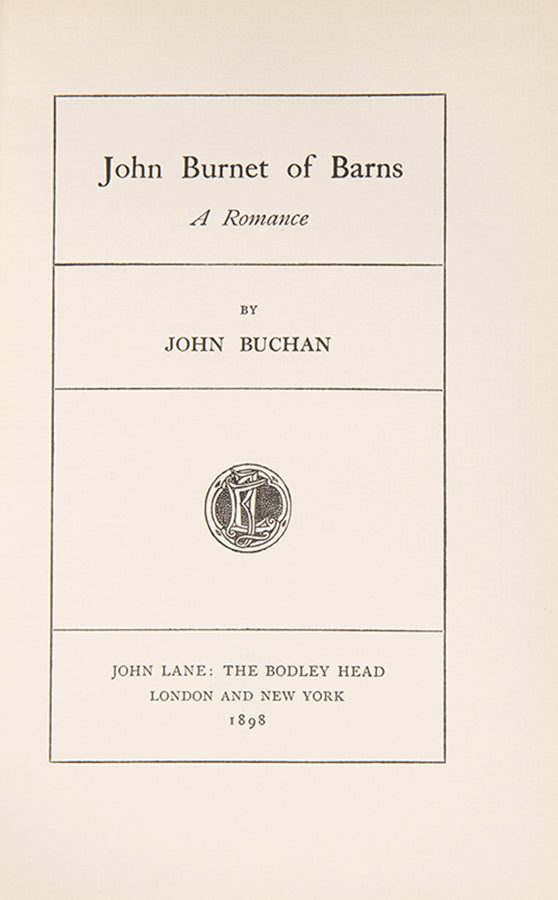 John Burnet of Barns
A Romance
BY
JOHN BUCHAN
JOHN LANE: THE BODLEY HEAD
LONDON AND NEW YORK
1898